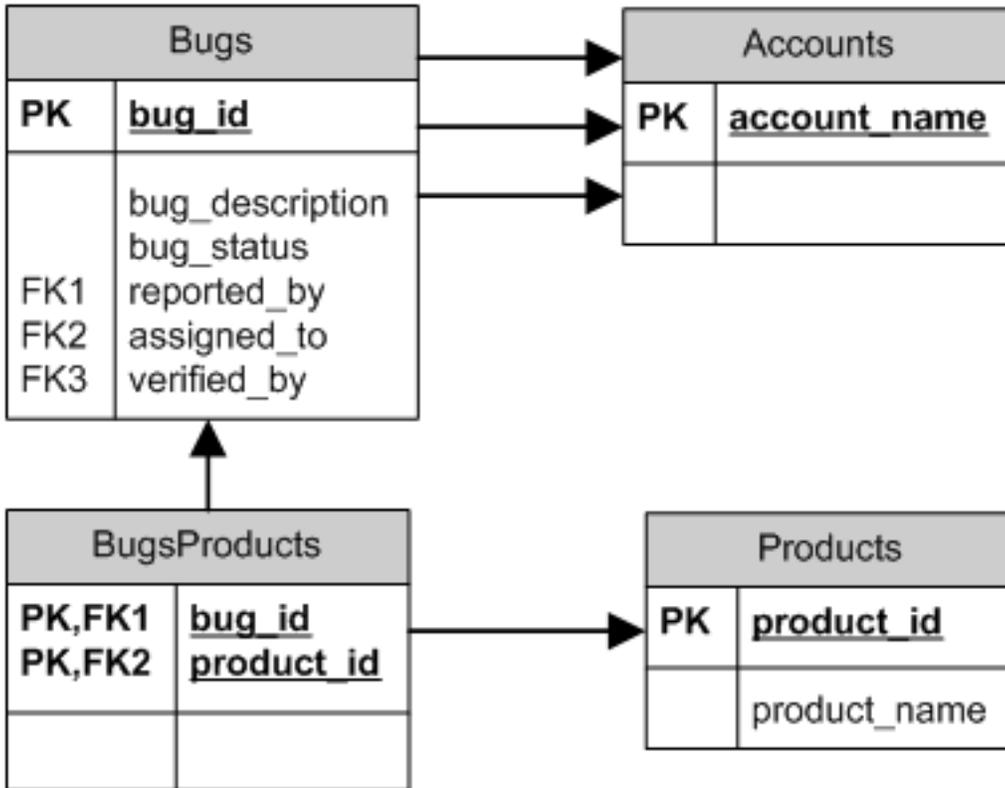 Bugs
PK bug_id
bug_description
bug_status
FK1 reported_by
FK2 assigned_to
FK3 verified_by
Accounts
PK account_name
BugsProducts
PK,FK1 bug_id
PK,FK2 product_id
Products
PK product_id
product_name